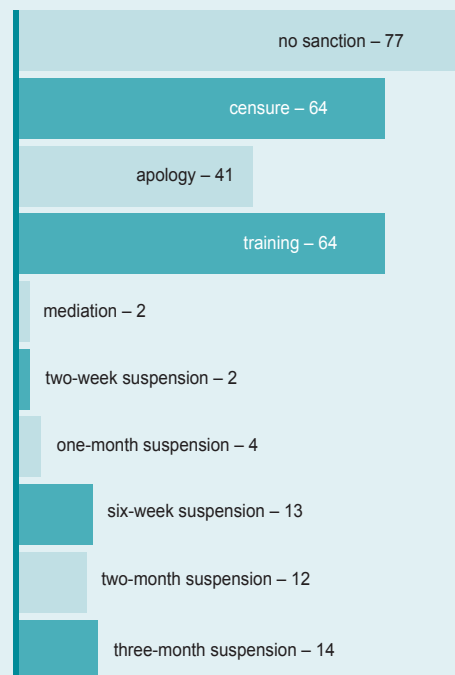 no sanction – 77
censure – 64
apology – 41
training – 64
mediation – 2
two-week suspension – 2
one-month suspension – 4
six-week suspension – 13
two-month suspension – 12
three-month suspension – 14